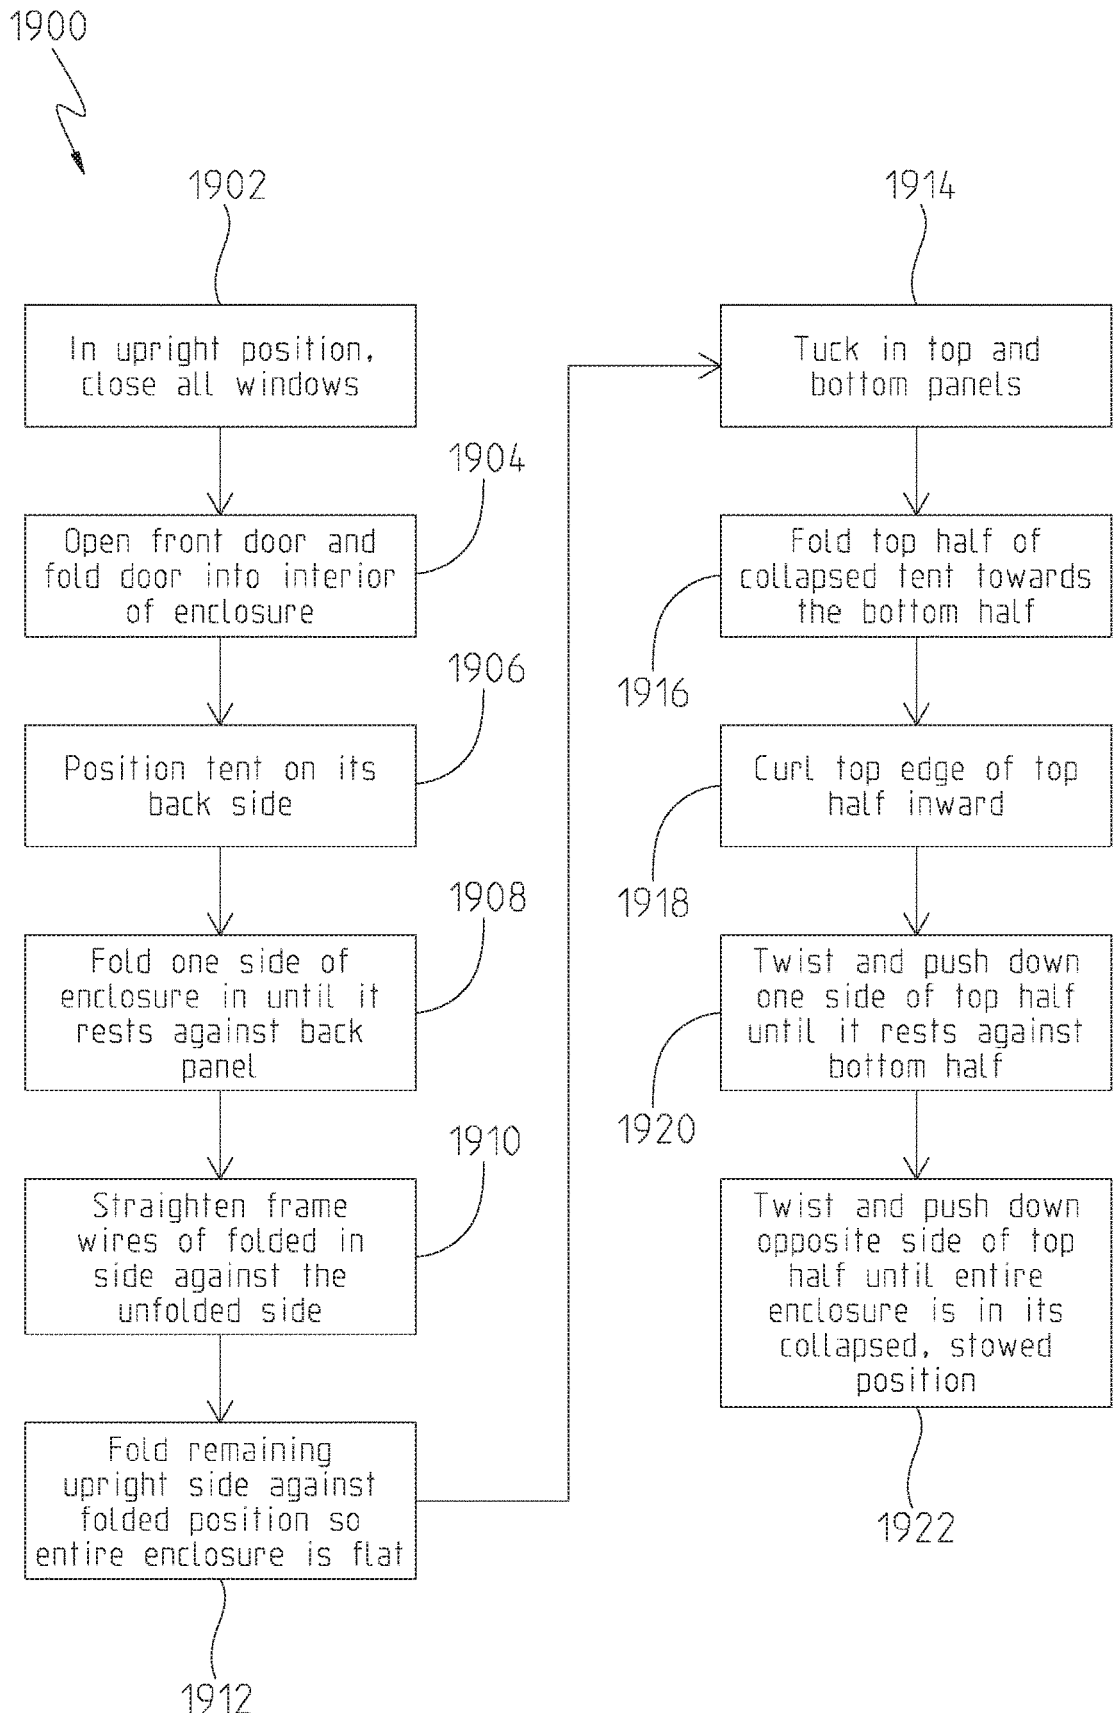 1900
1902
In upright position,
close all windows
1904
Open front door and
fold door into interior
of enclosure
1906
Position tent on its
back side
1908
Fold one side of
enclosure in until it
rests against back
panel
1910
Straighten frame
wires of folded in
side against the
unfolded side
Fold remaining
upright side against
folded position so
entire enclosure is flat
1912
1914
Tuck in top and
bottom panels
Fold top half of
collapsed tent towards
the bottom half
1916
Curl top edge of top
half inward
1918
Twist and push down
one side of top half
until it rests against
bottom half
1920
Twist and push down
opposite side of top
half until entire
enclosure is in its
collapsed, stowed
position
1922